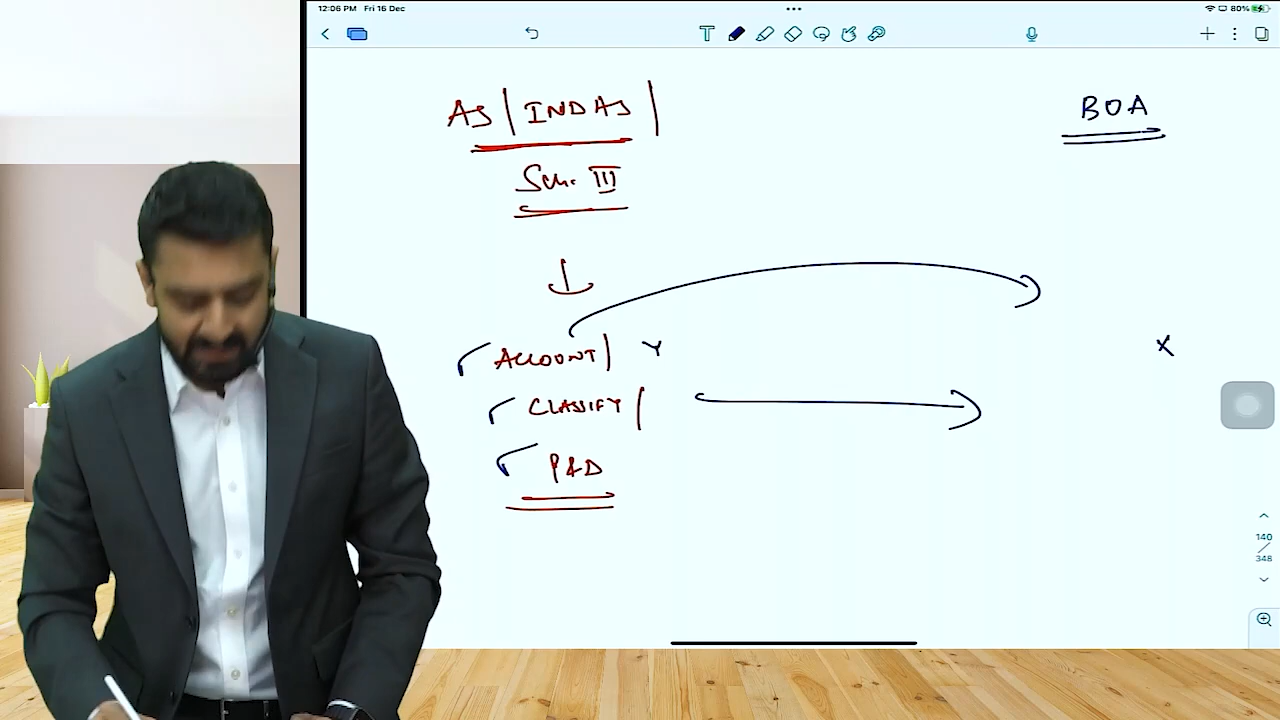 12:06 PM Fri 16 Dec
80%
AS | INDAS |
BOA
Sch. III
ACCOUNT | Y
X
CLASSIFY |
P&D
140
348